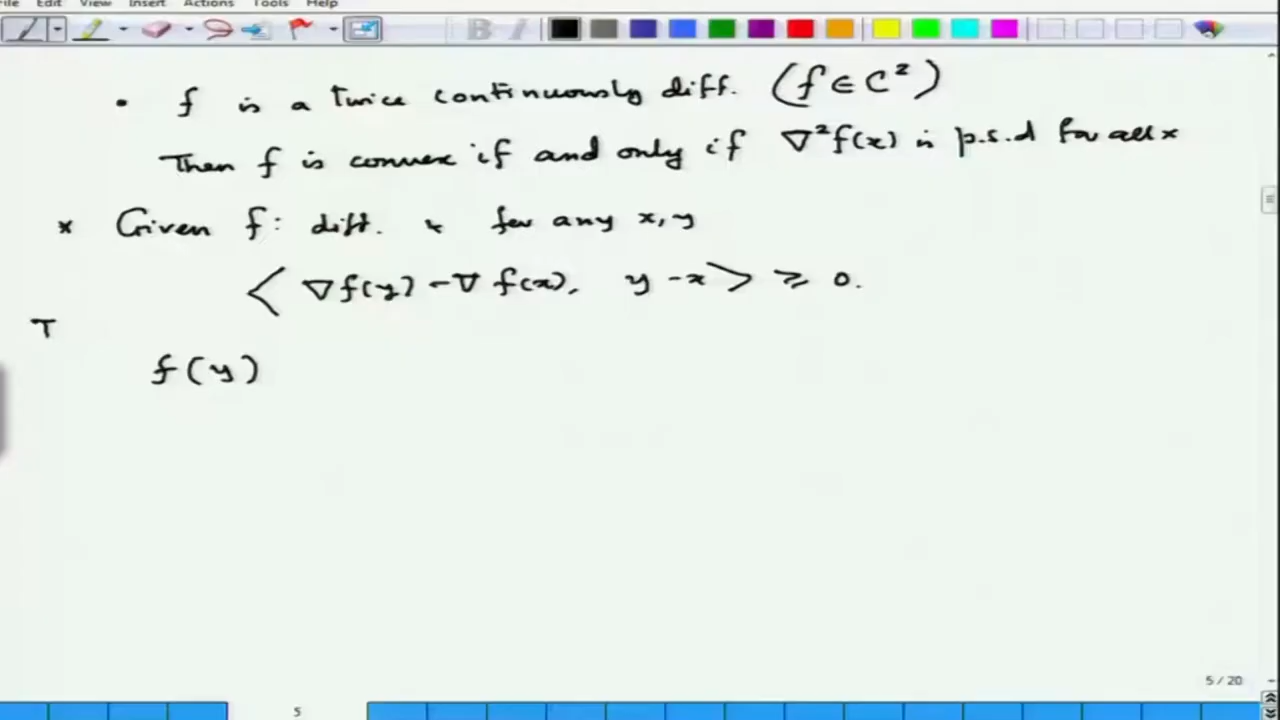 File Edit View Insert Actions Tools Help
• f is a twice continuously diff. (f ∈ C²)
Then f is convex if and only if ∇²f(x) is p.s.d for all x
* Given f: diff. & for any x, y
⟨∇f(y) - ∇f(x), y - x⟩ ≥ 0.
T
f(y)
5 / 20
5